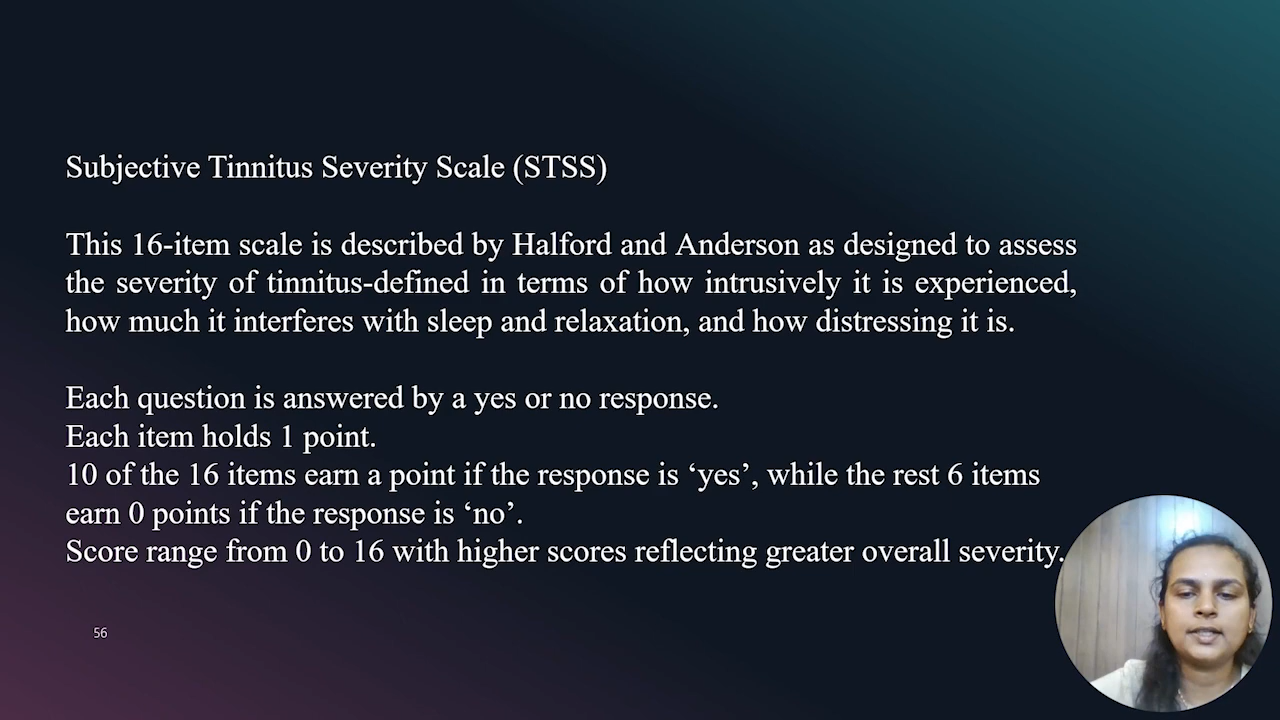 Subjective Tinnitus Severity Scale (STSS)
This 16-item scale is described by Halford and Anderson as designed to assess
the severity of tinnitus-defined in terms of how intrusively it is experienced,
how much it interferes with sleep and relaxation, and how distressing it is.
Each question is answered by a yes or no response.
Each item holds 1 point.
10 of the 16 items earn a point if the response is ‘yes’, while the rest 6 items
earn 0 points if the response is ‘no’.
Score range from 0 to 16 with higher scores reflecting greater overall severity.
56